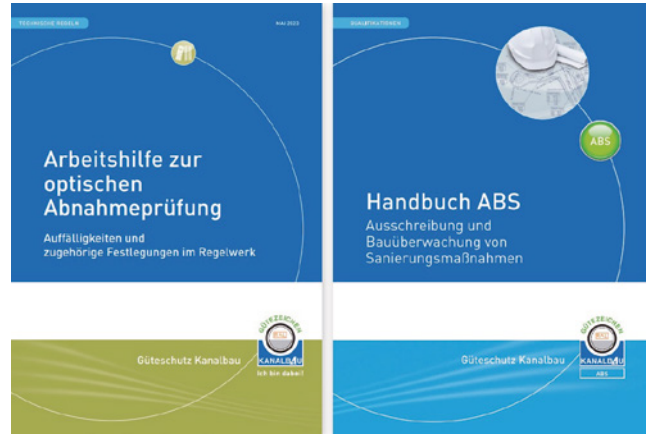 TECHNISCHE REGELN
MAI 2023
Arbeitshilfe zur
optischen
Abnahmeprüfung
Auffälligkeiten und
zugehörige Festlegungen im Regelwerk
GÜTEZEICHEN
Güteschutz Kanalbau
KANALBAU
Ich bin dabei!
QUALIFIKATIONEN
ABS
Handbuch ABS
Ausschreibung und
Bauüberwachung von
Sanierungsmaßnahmen
GÜTEZEICHEN
Güteschutz Kanalbau
KANALBAU
ABS